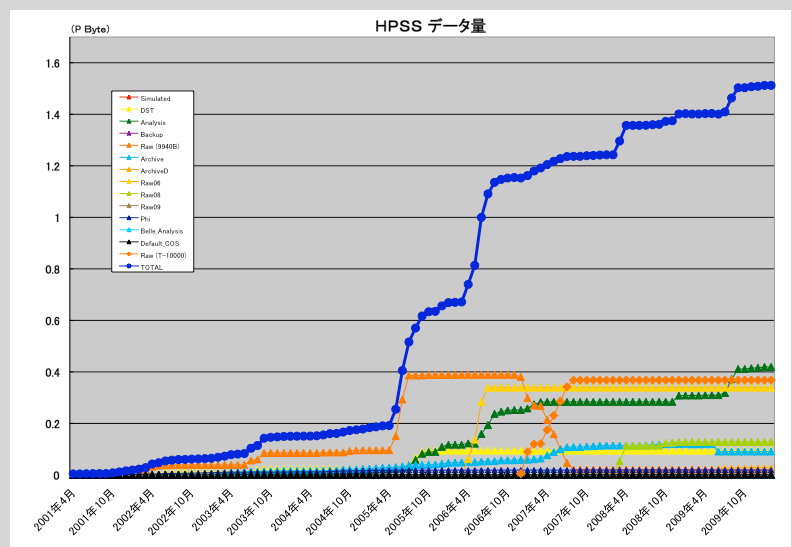 HPSS データ量
(P Byte)
1.6
1.4
1.2
1
0.8
0.6
0.4
0.2
0
Simulated
DST
Analysis
Backup
Raw (9940B)
Archive
ArchiveD
Raw06
Raw08
Raw09
Phi
Belle_Analysis
Default_COS
Raw (T-10000)
TOTAL
2001年4月
2001年10月
2002年4月
2002年10月
2003年4月
2003年10月
2004年4月
2004年10月
2005年4月
2005年10月
2006年4月
2006年10月
2007年4月
2007年10月
2008年4月
2008年10月
2009年4月
2009年10月